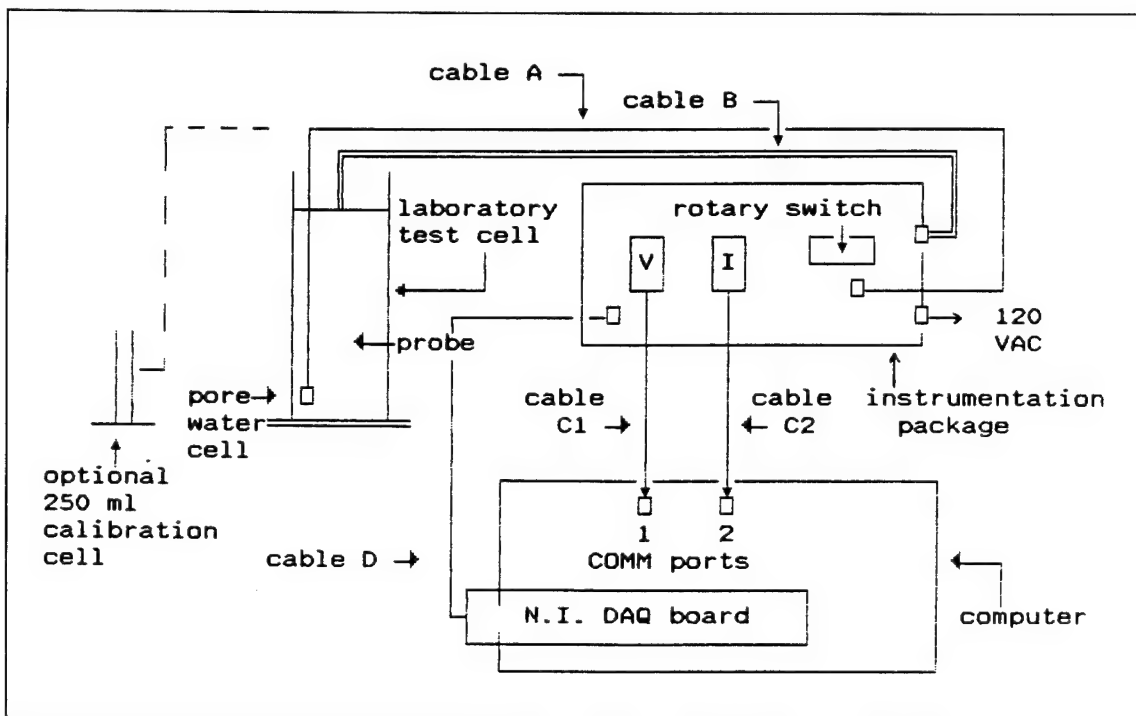 cable A
cable B
laboratory
test cell
rotary switch
V
I
probe
120
VAC
pore
water
cell
cable
C1
cable
C2
instrumentation
package
optional
250 ml
calibration
cell
1
2
COMM ports
cable D
N.I. DAQ board
computer